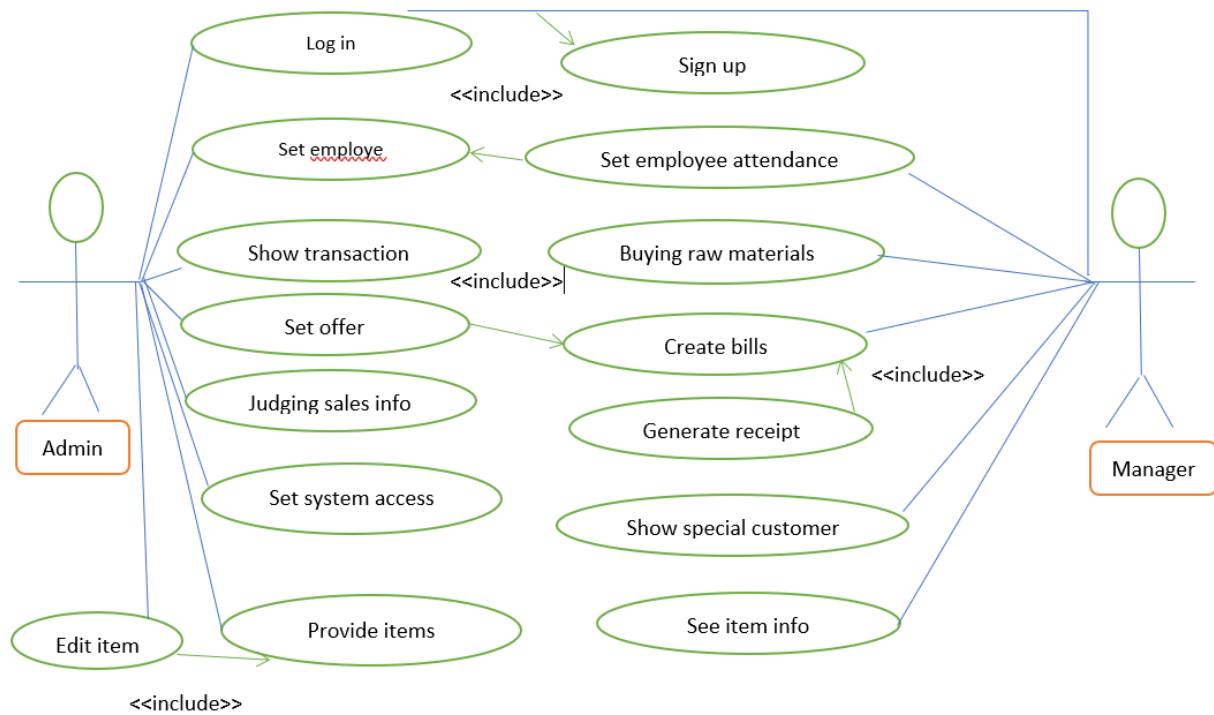 Log in
Sign up
<<include>>
Set employe
Set employee attendance
Show transaction
Buying raw materials
<<include>>
Set offer
Create bills
<<include>>
Judging sales info
Generate receipt
Admin
Manager
Set system access
Show special customer
Provide items
See item info
Edit item
<<include>>